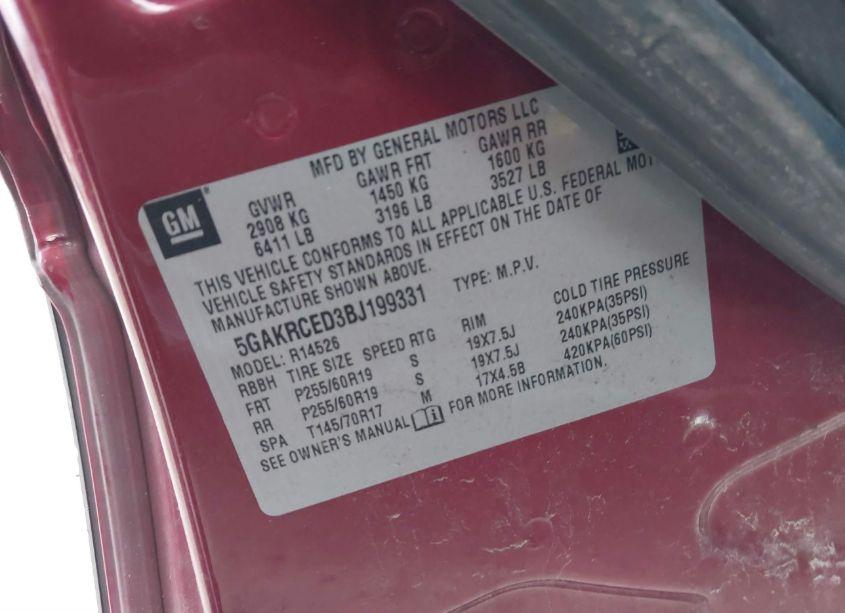 MFD BY GENERAL MOTORS LLC
GM
GVWR GAWR FRT GAWR RR
2908 KG 1450 KG 1600 KG
6411 LB 3196 LB 3527 LB
THIS VEHICLE CONFORMS TO ALL APPLICABLE U.S. FEDERAL
VEHICLE SAFETY STANDARDS IN EFFECT ON THE DATE OF
MANUFACTURE SHOWN ABOVE.
5GAKRCED3BJ199331 TYPE: M.P.V.
MODEL: R14526
RBBH TIRE SIZE SPEED RTG RIM COLD TIRE PRESSURE
FRT P255/60R19 S 19X7.5J 240KPA(35PSI)
RR P255/60R19 S 19X7.5J 240KPA(35PSI)
SPA T145/70R17 M 17X4.5B 420KPA(60PSI)
SEE OWNER'S MANUAL FOR MORE INFORMATION.